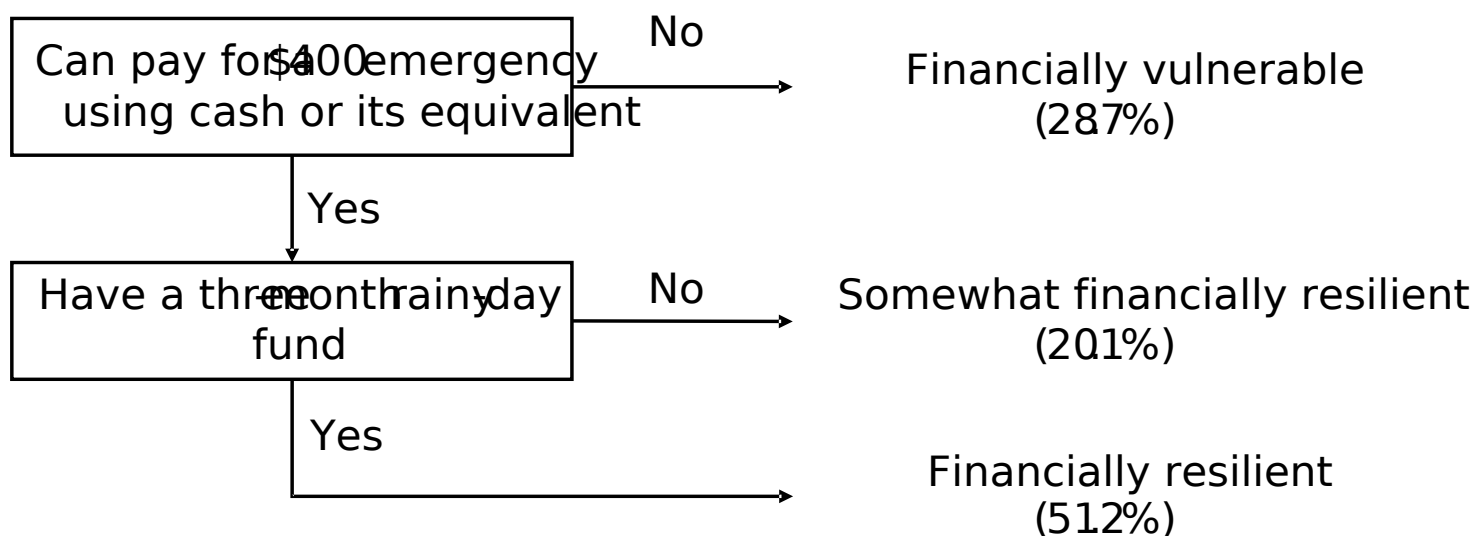 Can pay for a $400 emergency
using cash or its equivalent
No
Financially vulnerable
(28.7%)
Yes
Have a three-month rainy-day
fund
No
Somewhat financially resilient
(20.1%)
Yes
Financially resilient
(51.2%)